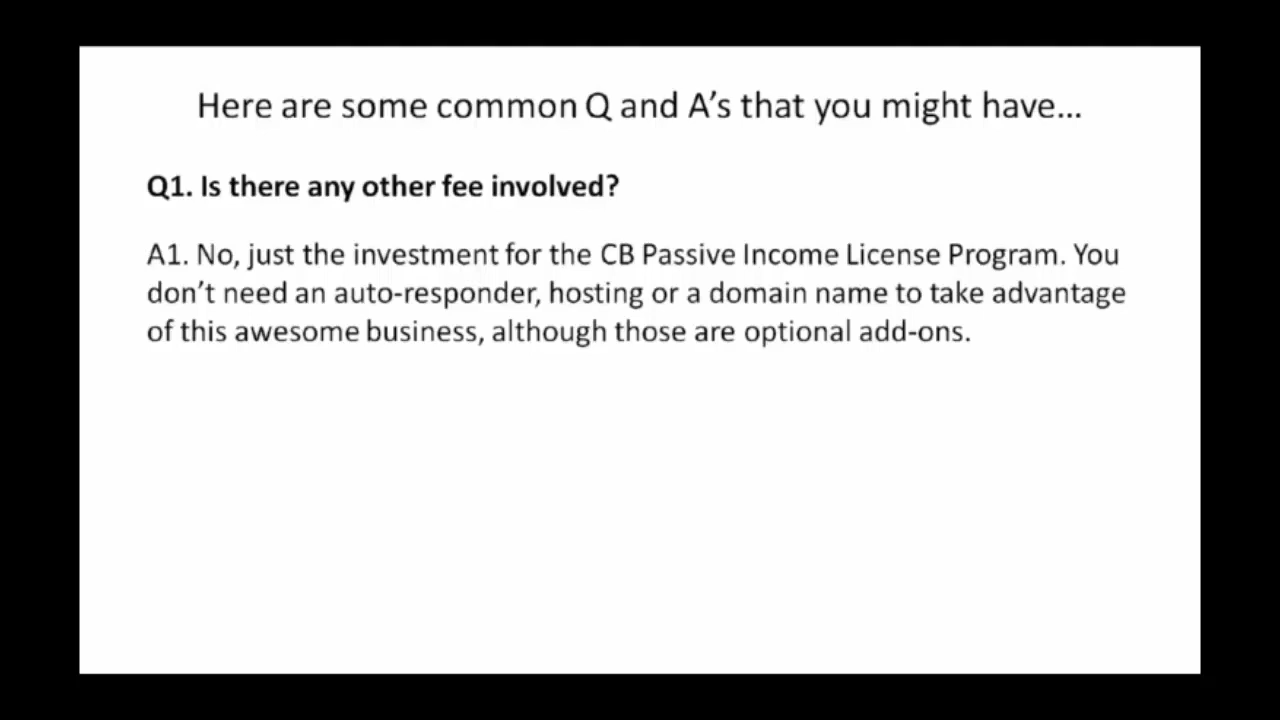 Here are some common Q and A’s that you might have...
Q1. Is there any other fee involved?
A1. No, just the investment for the CB Passive Income License Program. You
don’t need an auto-responder, hosting or a domain name to take advantage
of this awesome business, although those are optional add-ons.